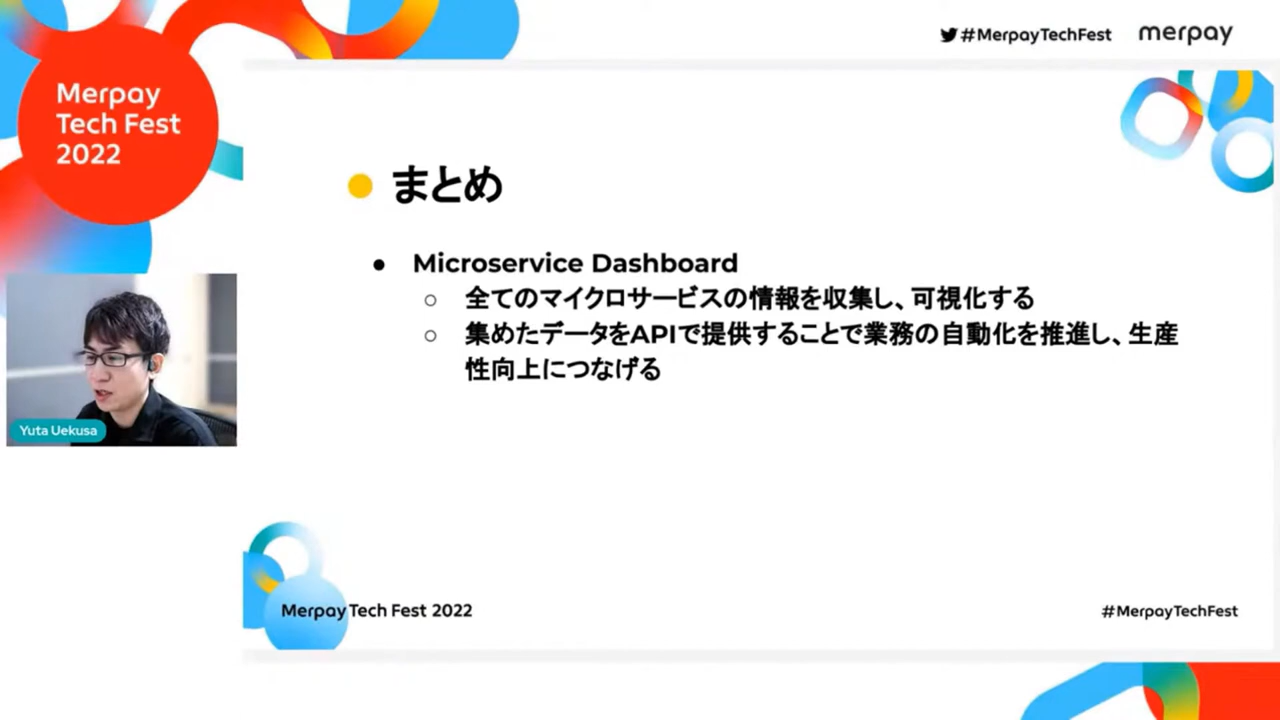 #MerpayTechFest merpay
Merpay
Tech Fest
2022
まとめ
● Microservice Dashboard
○ 全てのマイクロサービスの情報を収集し、可視化する
○ 集めたデータをAPIで提供することで業務の自動化を推進し、生産
性向上につなげる
Yuta Uekusa
Merpay Tech Fest 2022
#MerpayTechFest